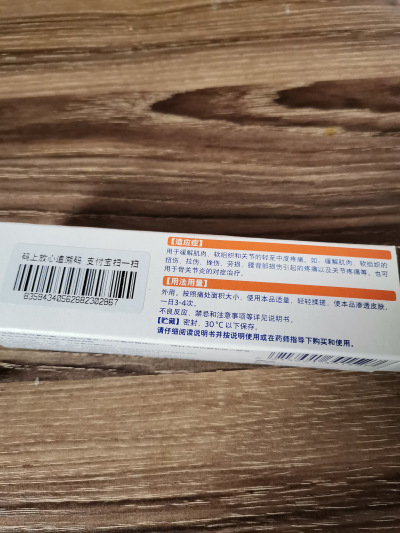 码上放心追溯码 支付宝扫一扫
83584340562682302867
【适应症】
用于缓解肌肉、软组织和关节的轻至中度疼痛。如：缓解肌肉、软组织的
扭伤、拉伤、挫伤、劳损、腰背部损伤引起的疼痛以及关节疼痛等。也可
用于骨关节炎的对症治疗。
【用法用量】
外用。按照痛处面积大小，使用本品适量，轻轻揉搓，使本品渗透皮肤，
一日3-4次。
不良反应、禁忌和注意事项等详见说明书。
【贮藏】密封，30℃以下保存。
请仔细阅读说明书并按说明使用或在药师指导下购买和使用。